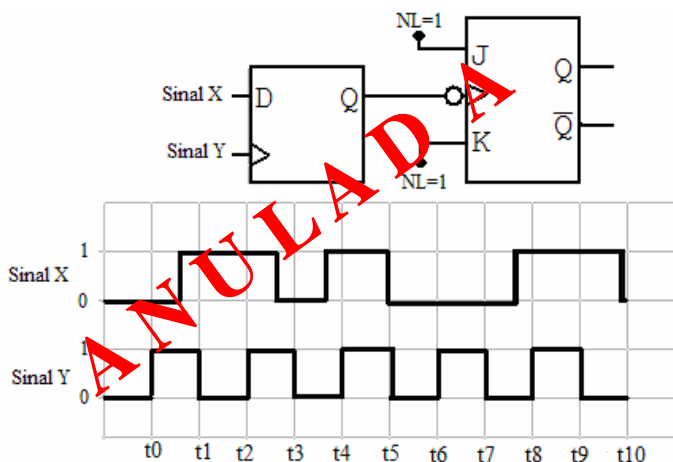 NL=1
J
Sinal X
D
Q
Q
Sinal Y
K
Q
NL=1
ANULADA
1
Sinal X
0
1
Sinal Y
0
t0 t1 t2 t3 t4 t5 t6 t7 t8 t9 t10